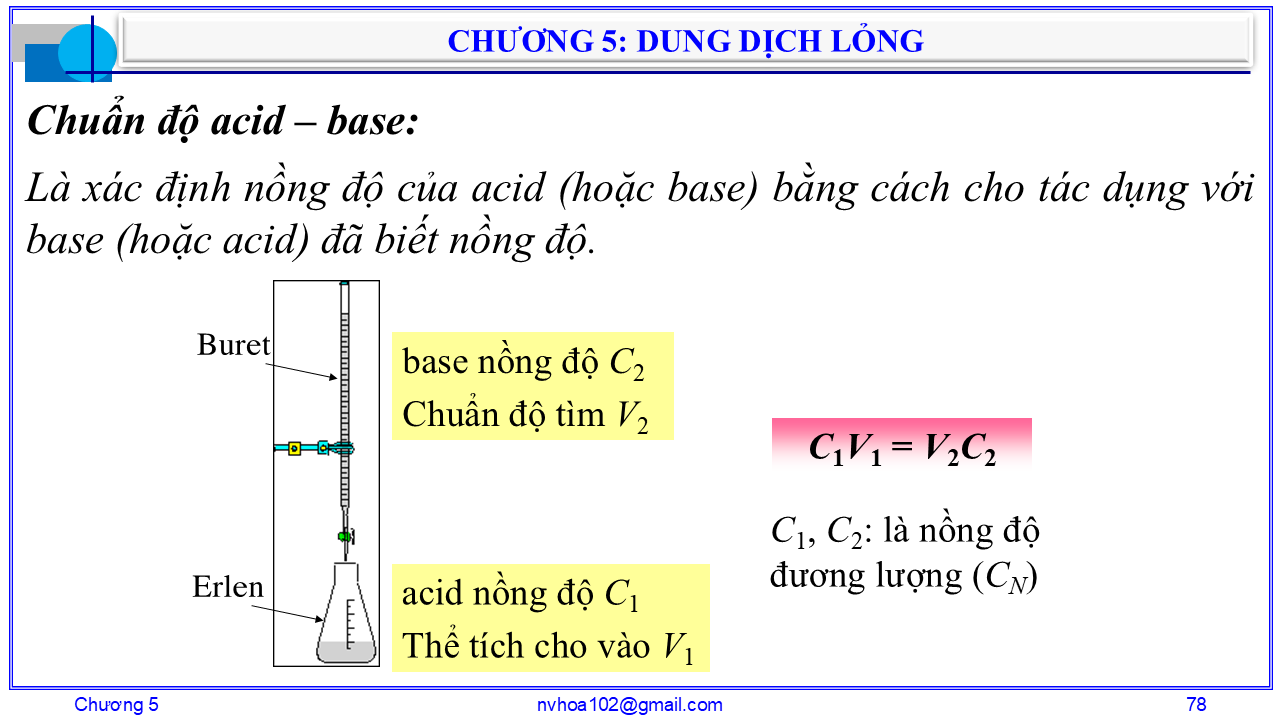 CHƯƠNG 5: DUNG DỊCH LỎNG
Chuẩn độ acid – base:
Là xác định nồng độ của acid (hoặc base) bằng cách cho tác dụng với
base (hoặc acid) đã biết nồng độ.
Buret
base nồng độ C₂
Chuẩn độ tìm V₂
C₁V₁ = V₂C₂
C₁, C₂: là nồng độ
đương lượng (C_N)
Erlen
acid nồng độ C₁
Thể tích cho vào V₁
Chương 5
nvhoa102@gmail.com
78